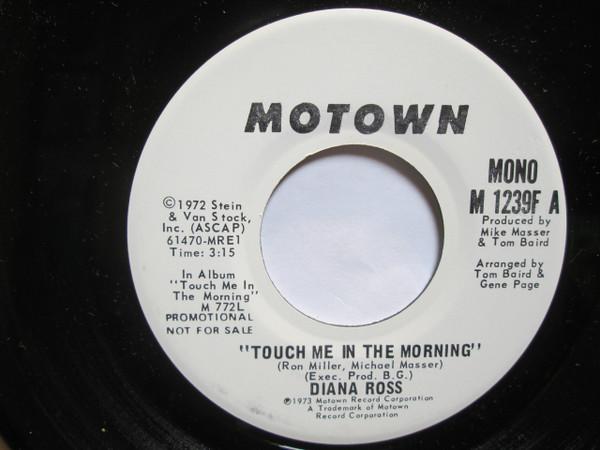 MOTOWN
©1972 Stein
& Van Stock,
Inc. (ASCAP)
61470-MRE1
Time: 3:15
In Album
"Touch Me In
The Morning"
M 772L
PROMOTIONAL
NOT FOR SALE
MONO
M 1239F A
Produced by
Mike Masser
& Tom Baird
Arranged by
Tom Baird &
Gene Page
"TOUCH ME IN THE MORNING"
(Ron Miller, Michael Masser)
(Exec. Prod. B.G.)
DIANA ROSS
℗1973 Motown Record Corporation
A Trademark of Motown
Record Corporation